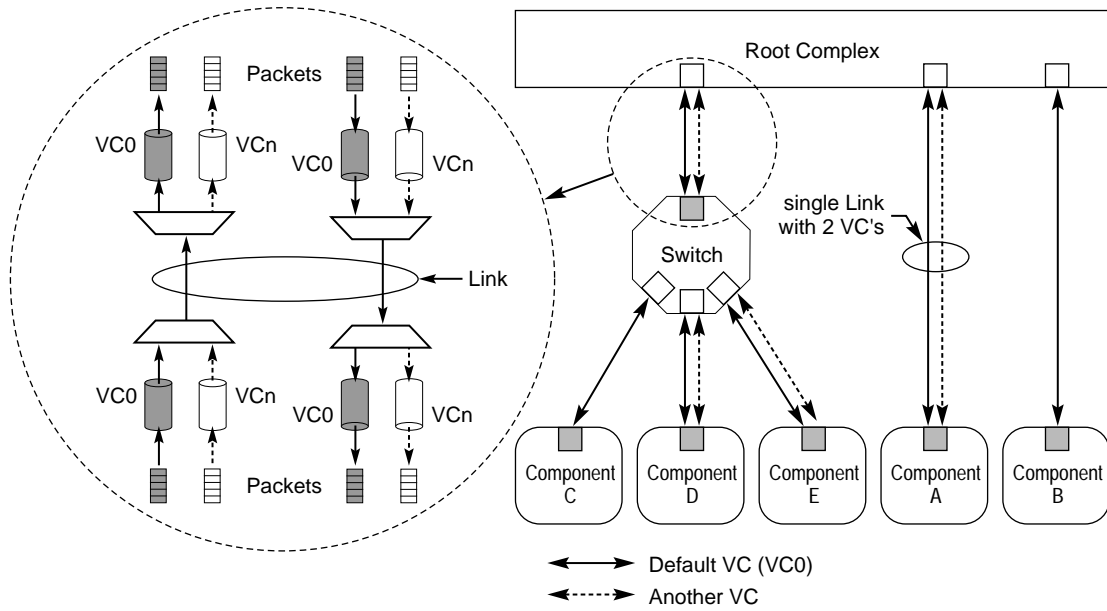 Packets
VC0
VCn
VC0
VCn
Link
VC0
VCn
VC0
VCn
Packets
Root Complex
single Link
with 2 VC's
Switch
Component
C
Component
D
Component
E
Component
A
Component
B
Default VC (VC0)
Another VC